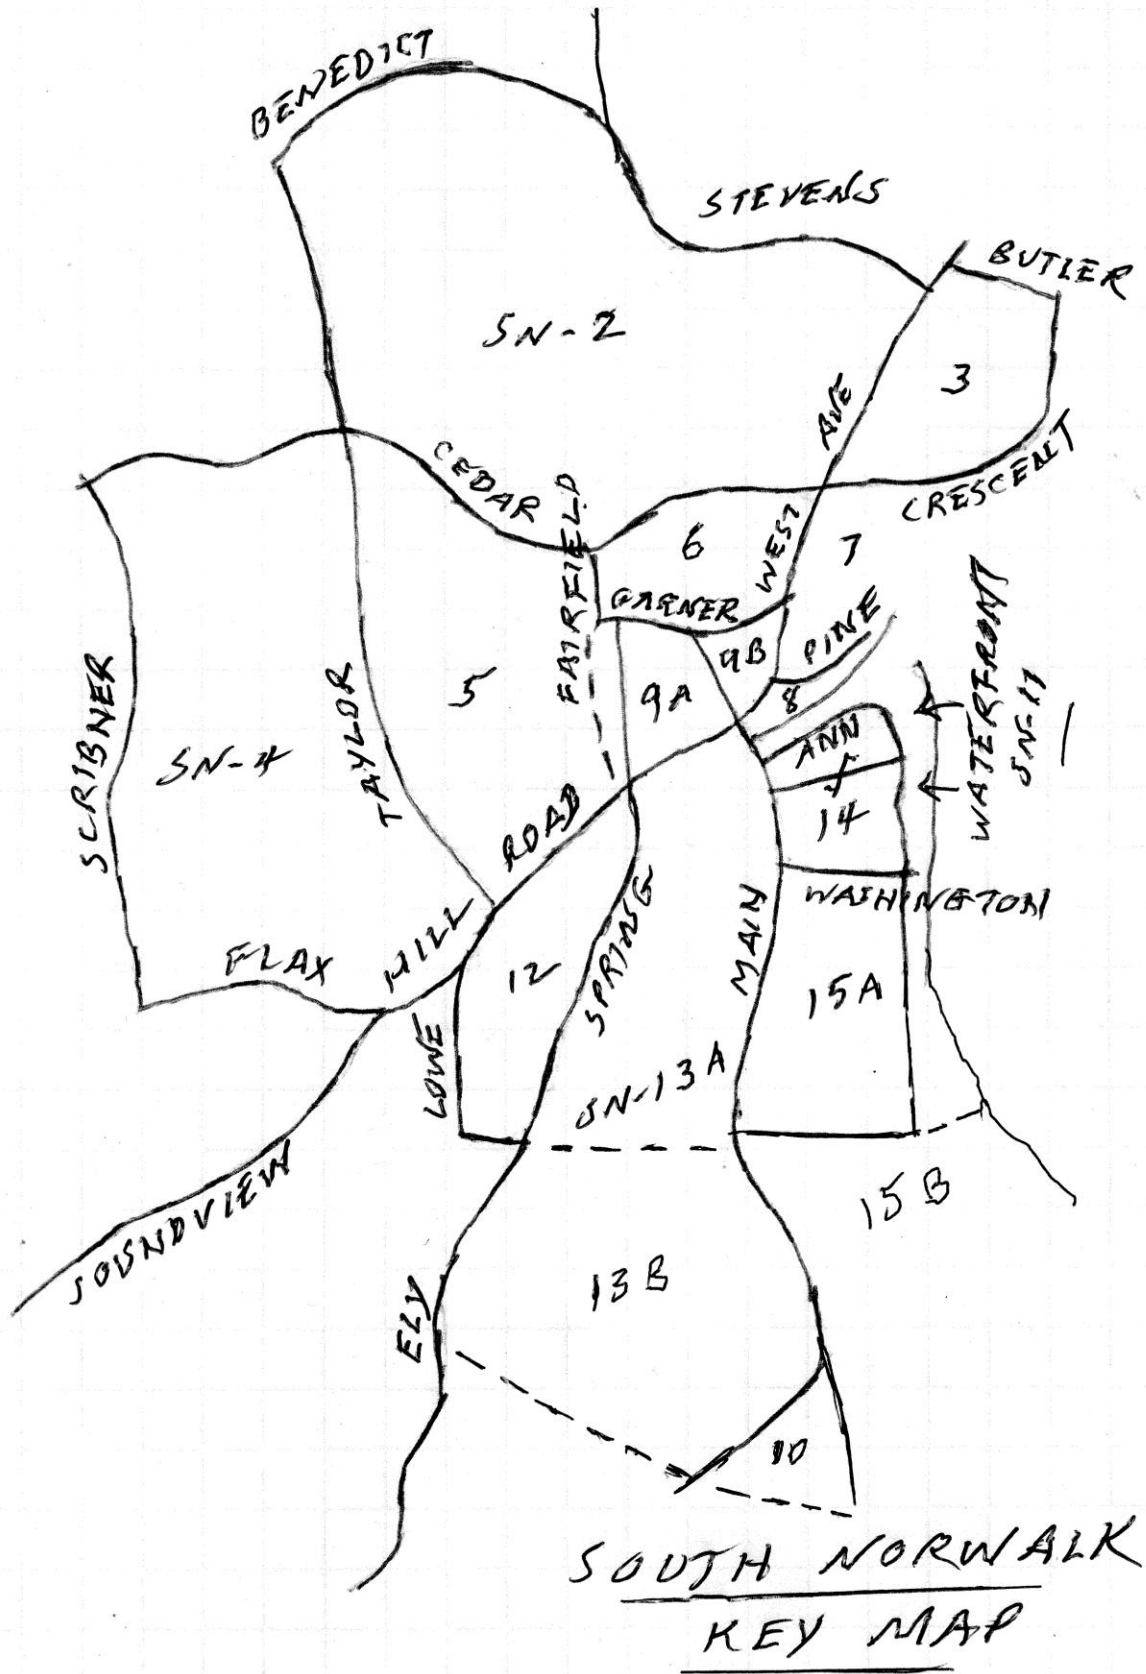 BENEDICT
STEVENS
BUTLER
SN-2
3
AVE
CEDAR
CRESCENT
FAIRFIELD
WEST
6
7
GARNER
PINE
9B
WATERFRONT
SN-11
SCRIBNER
TAYLOR
5
9A
8
SN-4
ANN
ROAD
14
WASHINGTON
FLAX
HILL
12
SPRING
MAIN
15A
LOWE
SN-13A
SOUNDVIEW
15B
ELY
13B
10
SOUTH NORWALK
KEY MAP